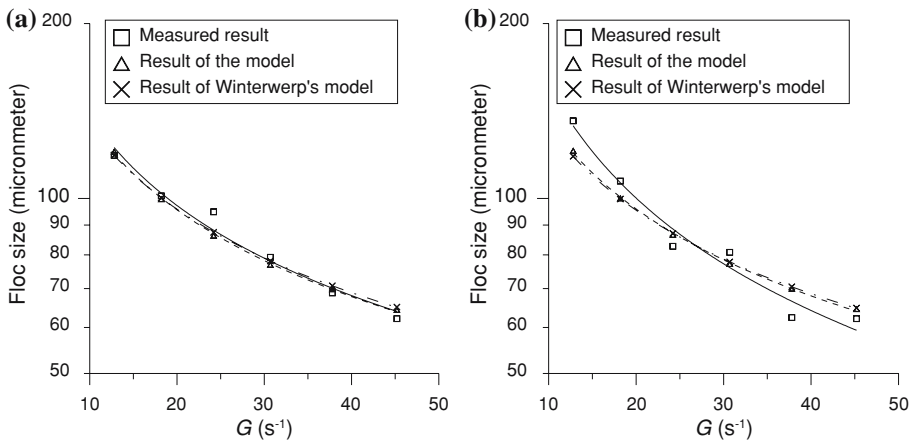 (a)
200
Measured result
Result of the model
Result of Winterwerp's model
Floc size (micronmeter)
100
90
80
70
60
50
10 20 30 40 50
G (s⁻¹)
(b)
200
Measured result
Result of the model
Result of Winterwerp's model
Floc size (micronmeter)
100
90
80
70
60
50
10 20 30 40 50
G (s⁻¹)